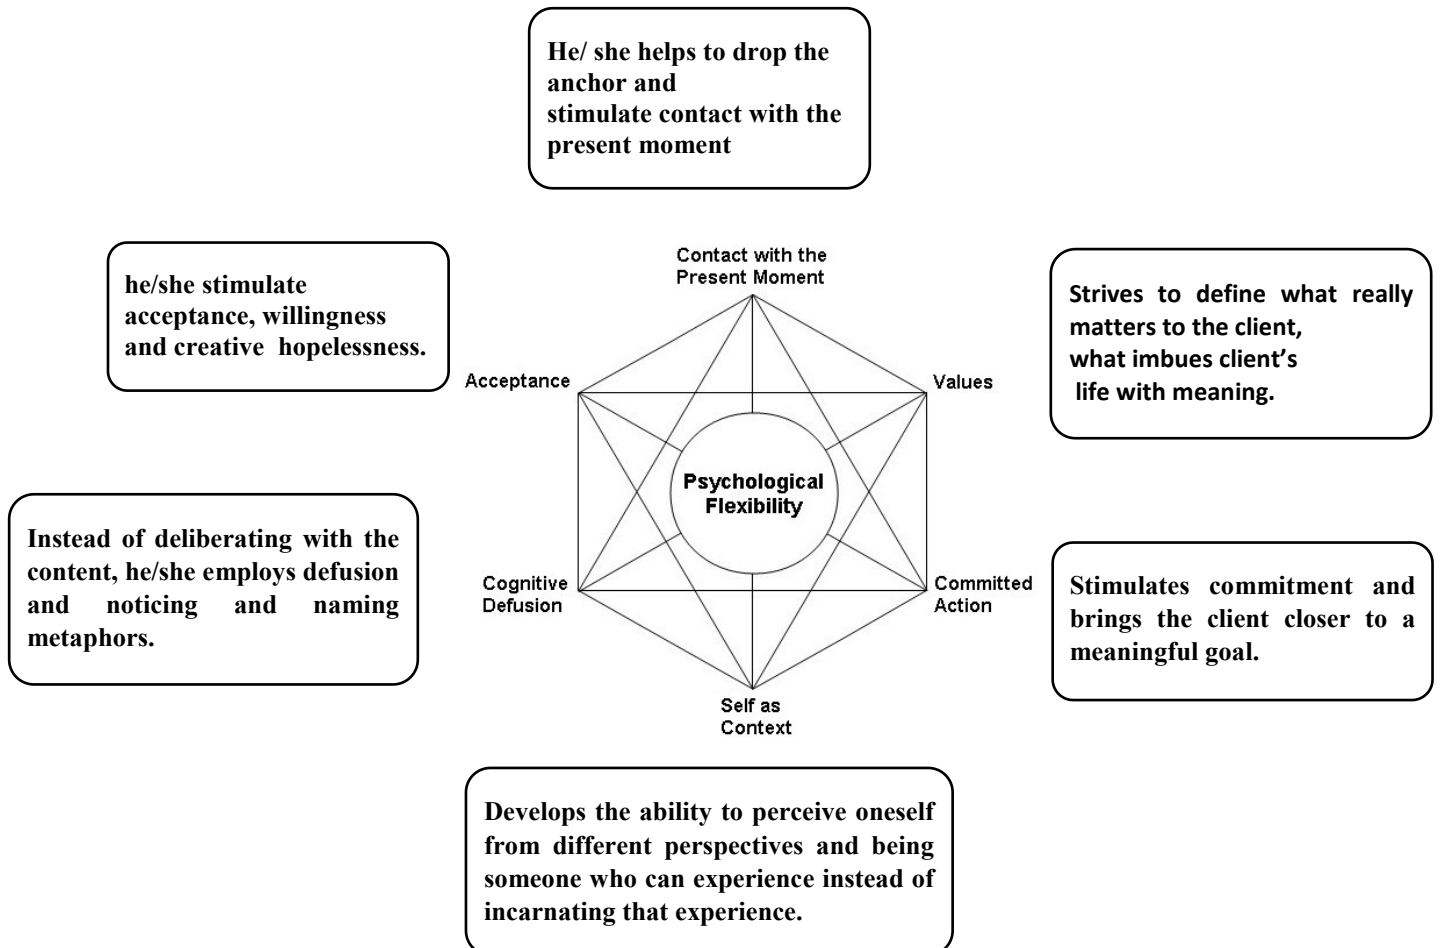 He/ she helps to drop the
anchor and
stimulate contact with the
present moment
Contact with the
Present Moment
he/she stimulate
acceptance, willingness
and creative hopelessness.
Strives to define what really
matters to the client,
what imbues client’s
life with meaning.
Acceptance
Values
Psychological
Flexibility
Instead of deliberating with the
content, he/she employs defusion
and noticing and naming
metaphors.
Cognitive
Defusion
Committed
Action
Stimulates commitment and
brings the client closer to a
meaningful goal.
Self as
Context
Develops the ability to perceive oneself
from different perspectives and being
someone who can experience instead of
incarnating that experience.